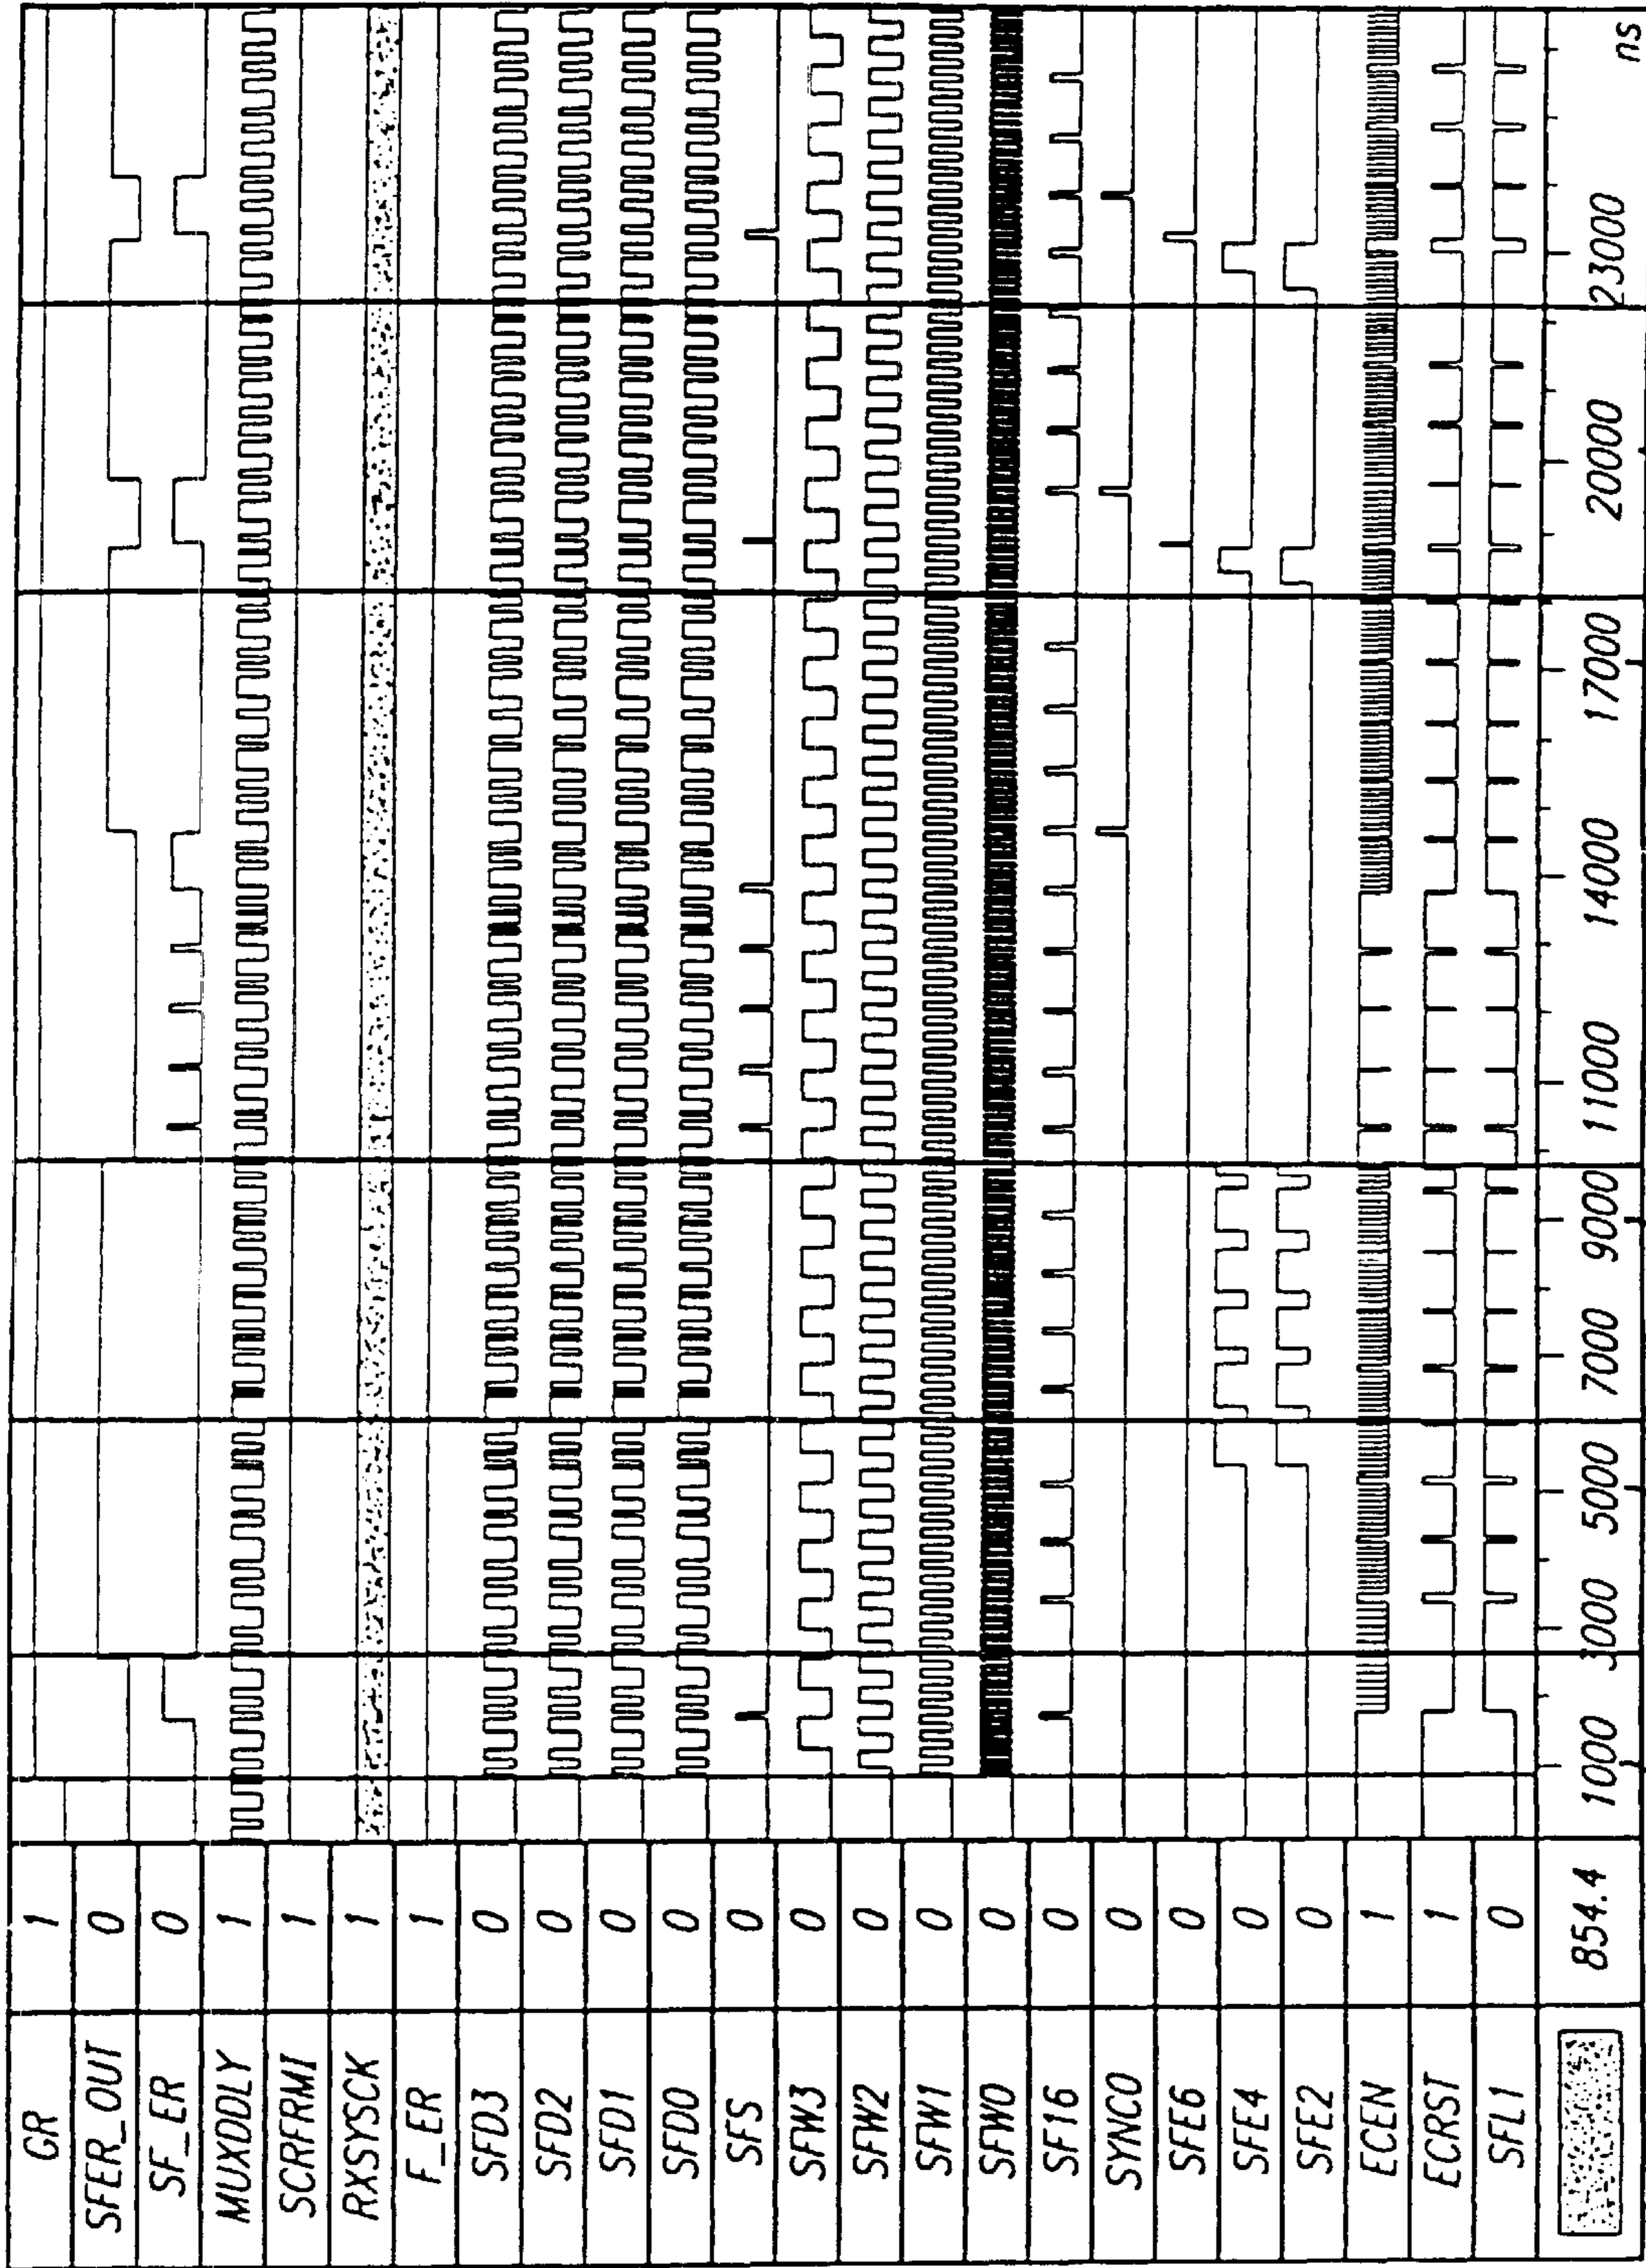 GR 1
SFER_OUT 0
SF_ER 0
MUXDDLY 1
SCRFRMI 1
RXSYSCK 1
F_ER 1
SFD3 0
SFD2 0
SFD1 0
SFD0 0
SFS 0
SFW3 0
SFW2 0
SFW1 0
SFW0 0
SF16 0
SYNCO 0
SFE6 0
SFE4 0
SFE2 0
ECEN 1
ECRST 1
SFL1 0
854.4 1000 3000 5000 7000 9000 11000 14000 17000 20000 23000 ns